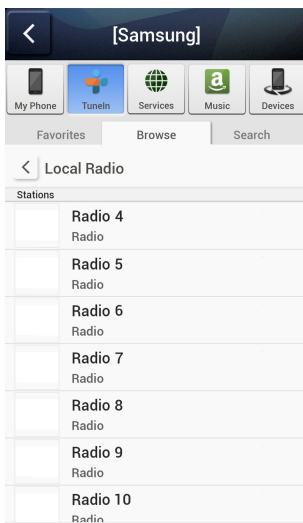 [Samsung]
My Phone TuneIn Services Music Devices
Favorites Browse Search
Local Radio
Stations
Radio 4
Radio
Radio 5
Radio
Radio 6
Radio
Radio 7
Radio
Radio 8
Radio
Radio 9
Radio
Radio 10
Radio